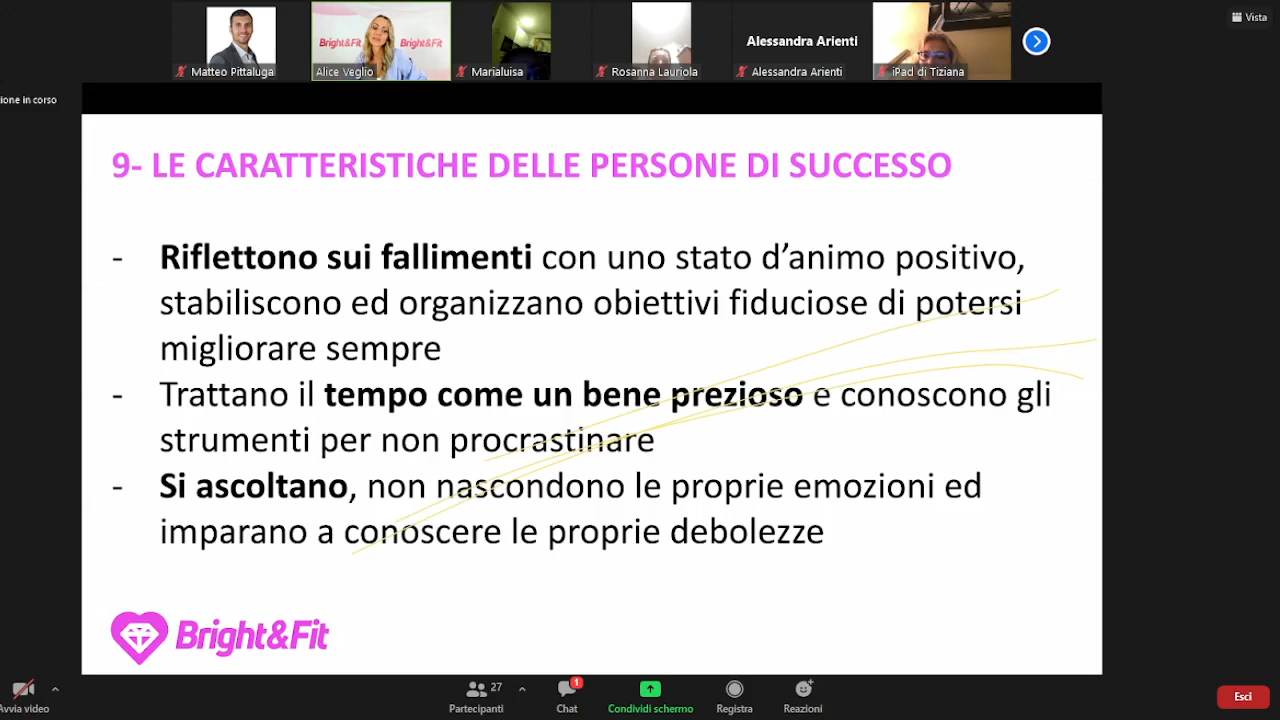 Vista
Bright&Fit Bright&Fit
Alessandra Arienti
Matteo Pittaluga
Alice Veglio
Marialuisa
Rosanna Lauriola
Alessandra Arienti
iPad di Tiziana
ione in corso
9- LE CARATTERISTICHE DELLE PERSONE DI SUCCESSO
- Riflettono sui fallimenti con uno stato d’animo positivo,
stabiliscono ed organizzano obiettivi fiduciose di potersi
migliorare sempre
- Trattano il tempo come un bene prezioso e conoscono gli
strumenti per non procrastinare
- Si ascoltano, non nascondono le proprie emozioni ed
imparano a conoscere le proprie debolezze
Bright&Fit
27
1
Avvia video
Partecipanti
Chat
Condividi schermo
Registra
Reazioni
Esci